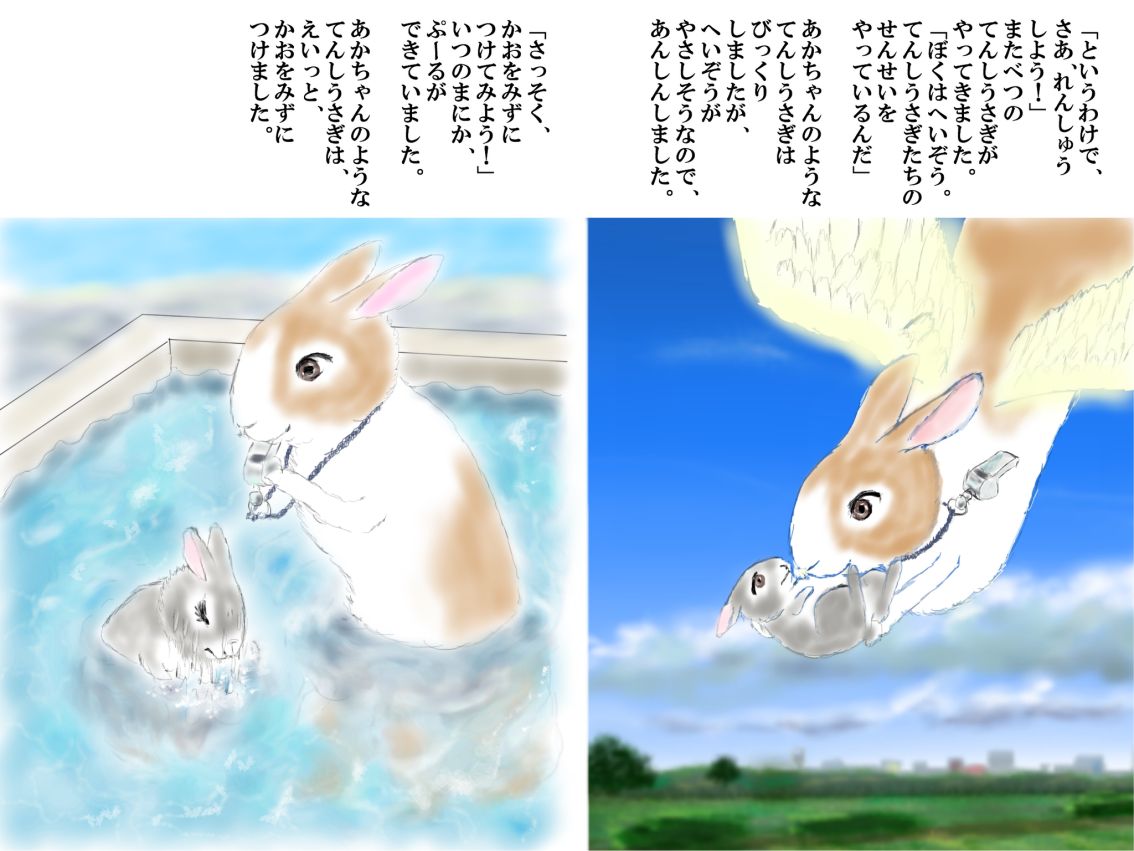 「というわけで、
さあ、れんしゅう
しよう！」
またべつの
てんしうさぎが
やってきました。
「ぼくはへいぞう。
てんしうさぎたちの
せんせいを
やっているんだ」
あかちゃんのような
てんしうさぎは
びっくり
しましたが、
へいぞうが
やさしそうなので、
あんしんしました。
「さっそく、
かおをみずに
つけてみよう！」
いつのまにか、
ぷーるが
できていました。
あかちゃんのような
てんしうさぎは、
えいっと、
かおをみずに
つけました。